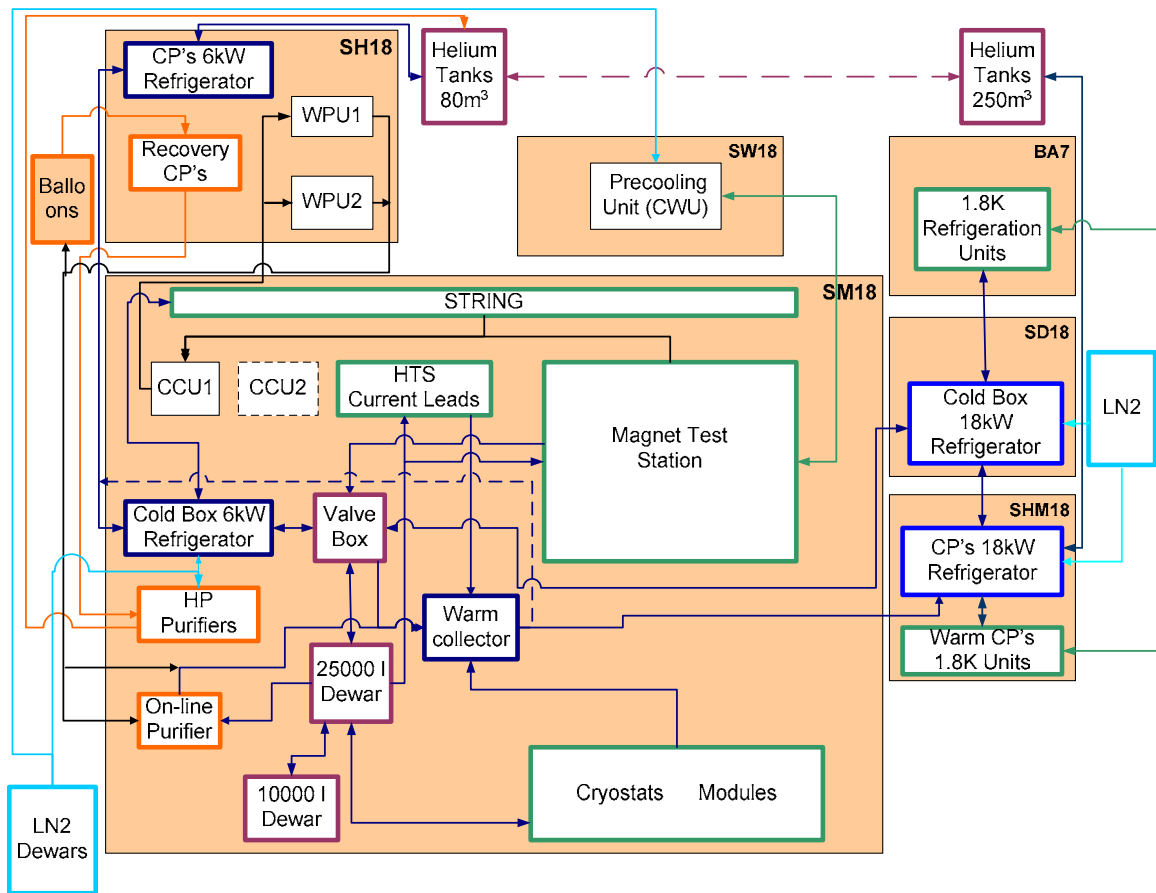 SH18
CP's 6kW
Refrigerator
WPU1
Recovery
CP's
WPU2
Ballo
ons
Helium
Tanks
80m³
Helium
Tanks
250m³
SW18
Precooling
Unit (CWU)
BA7
1.8K
Refrigeration
Units
SM18
STRING
CCU1
CCU2
HTS
Current Leads
Magnet Test
Station
SD18
Cold Box
18kW
Refrigerator
LN2
Cold Box 6kW
Refrigerator
Valve
Box
SHM18
CP's 18kW
Refrigerator
HP
Purifiers
Warm
collector
Warm CP's
1.8K Units
25000 l
Dewar
On-line
Purifier
10000 l
Dewar
Cryostats Modules
LN2
Dewars